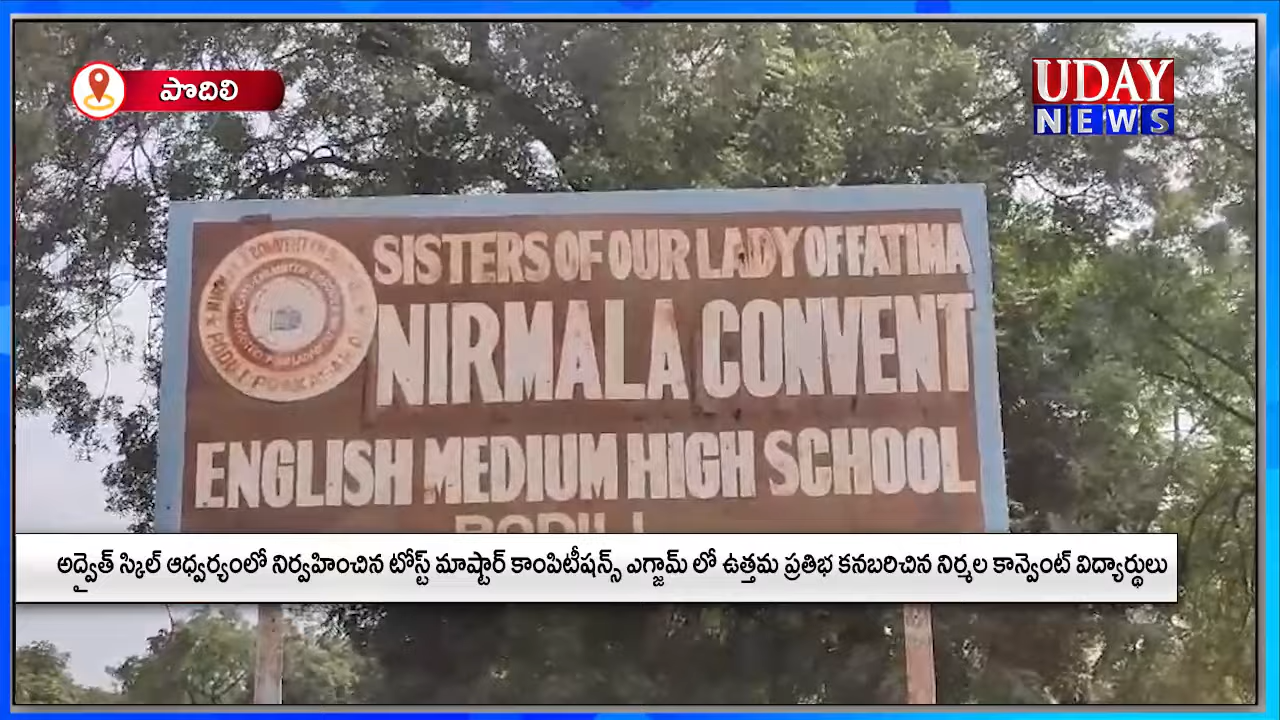 పొదిలి
UDAY
NEWS
SISTERS OF OUR LADY OF FATIMA
NIRMALA CONVENT
ENGLISH MEDIUM HIGH SCHOOL
PODILI
అద్వైత్ స్కిల్ ఆధ్వర్యంలో నిర్వహించిన టోస్ట్ మాష్టార్ కాంపిటీషన్స్ ఎగ్జామ్ లో ఉత్తమ ప్రతిభ కనబరిచిన నిర్మల కాన్వెంట్ విద్యార్థులు